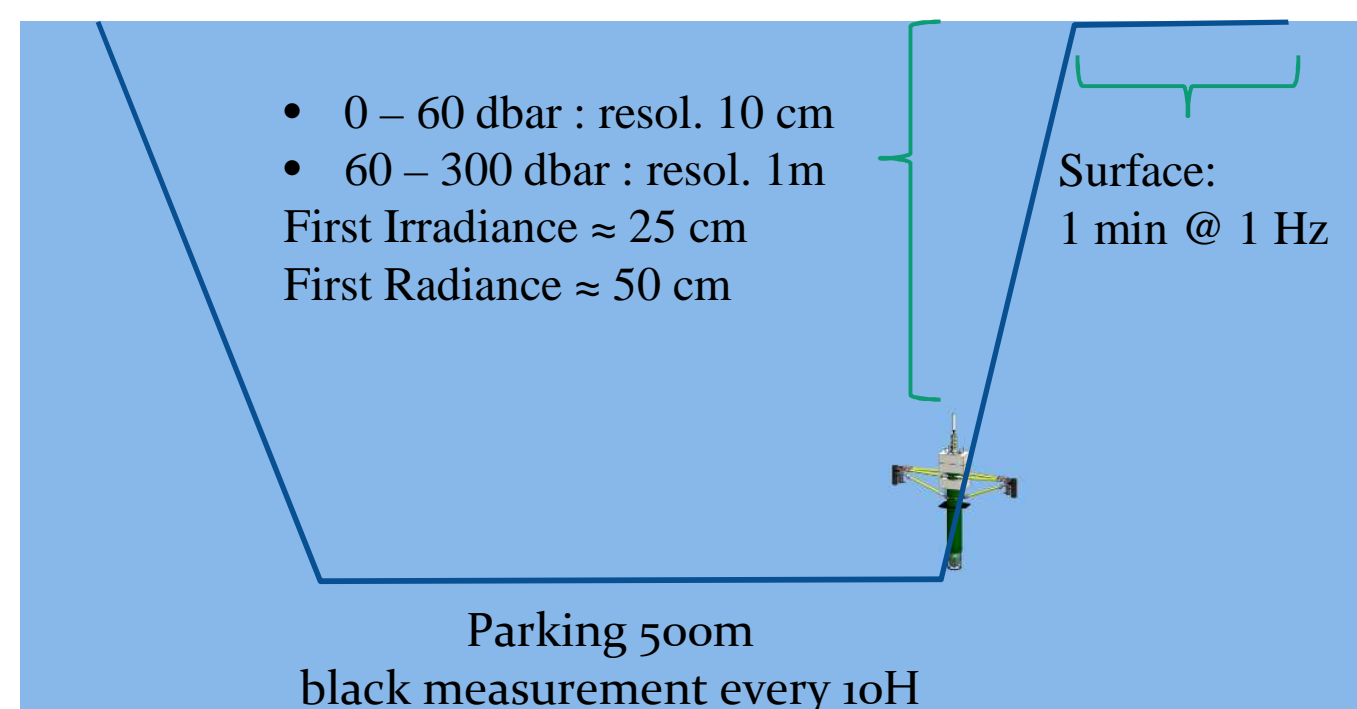 • 0 – 60 dbar : resol. 10 cm
• 60 – 300 dbar : resol. 1m
First Irradiance ≈ 25 cm
First Radiance ≈ 50 cm
Surface:
1 min @ 1 Hz
Parking 500m
black measurement every 10H